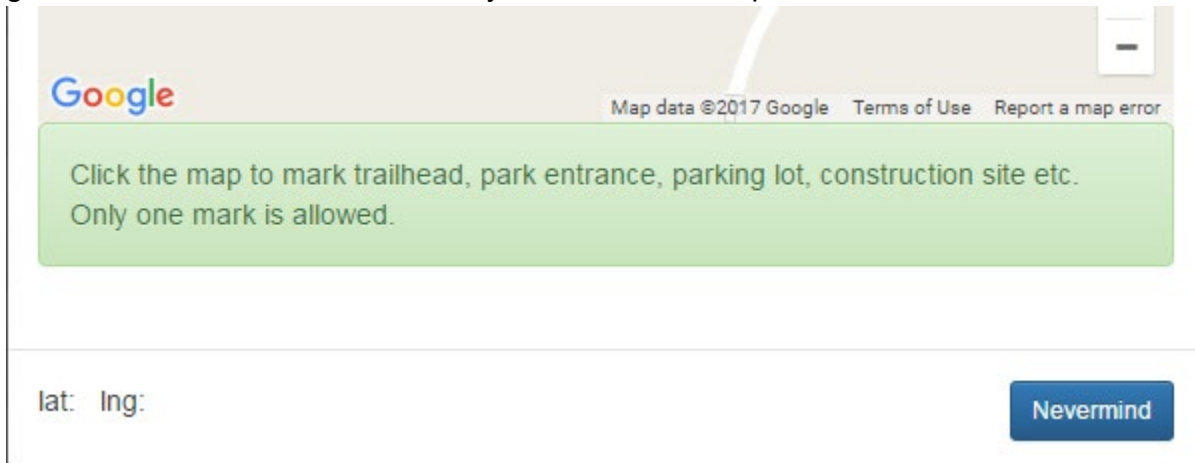 Google
Map data ©2017 Google Terms of Use Report a map error
Click the map to mark trailhead, park entrance, parking lot, construction site etc.
Only one mark is allowed.
lat: lng:
Nevermind